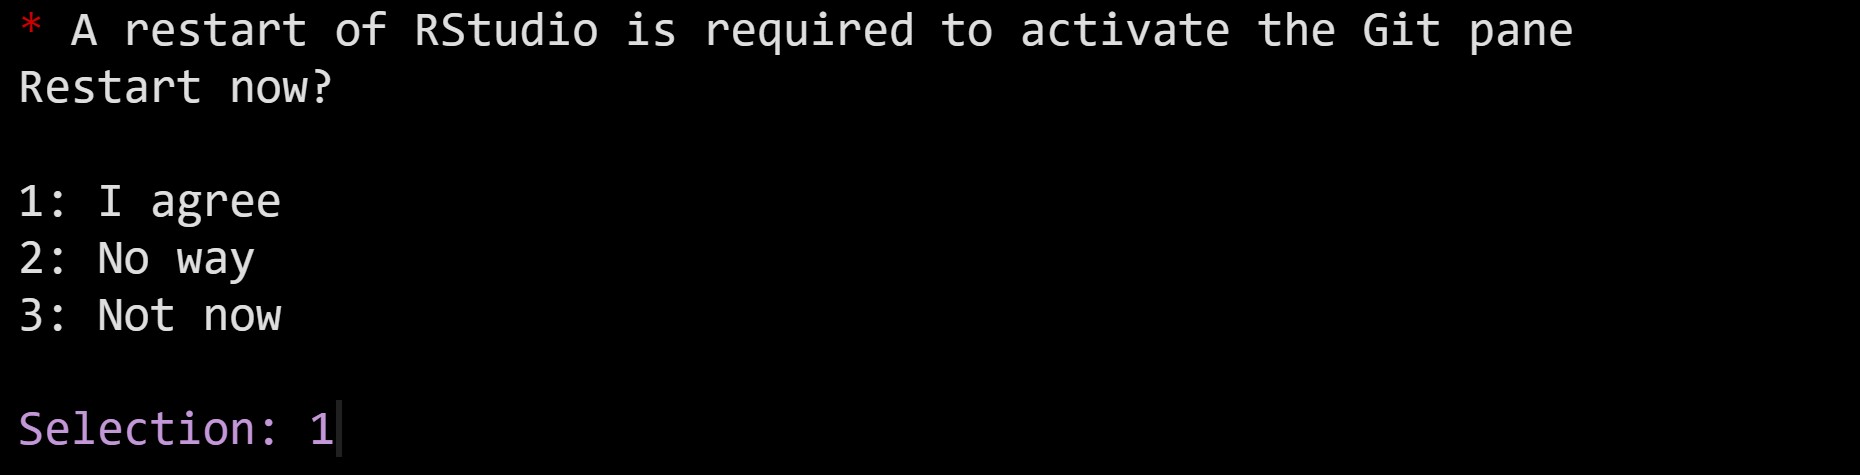 * A restart of RStudio is required to activate the Git pane
Restart now?
1: I agree
2: No way
3: Not now
Selection: 1